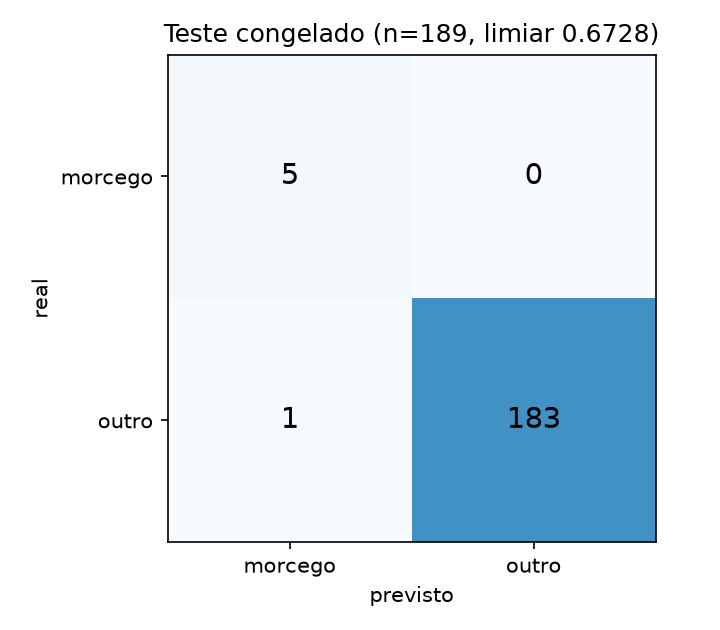 Teste congelado (n=189, limiar 0.6728)
morcego
5
0
real
outro
1
183
morcego
outro
previsto